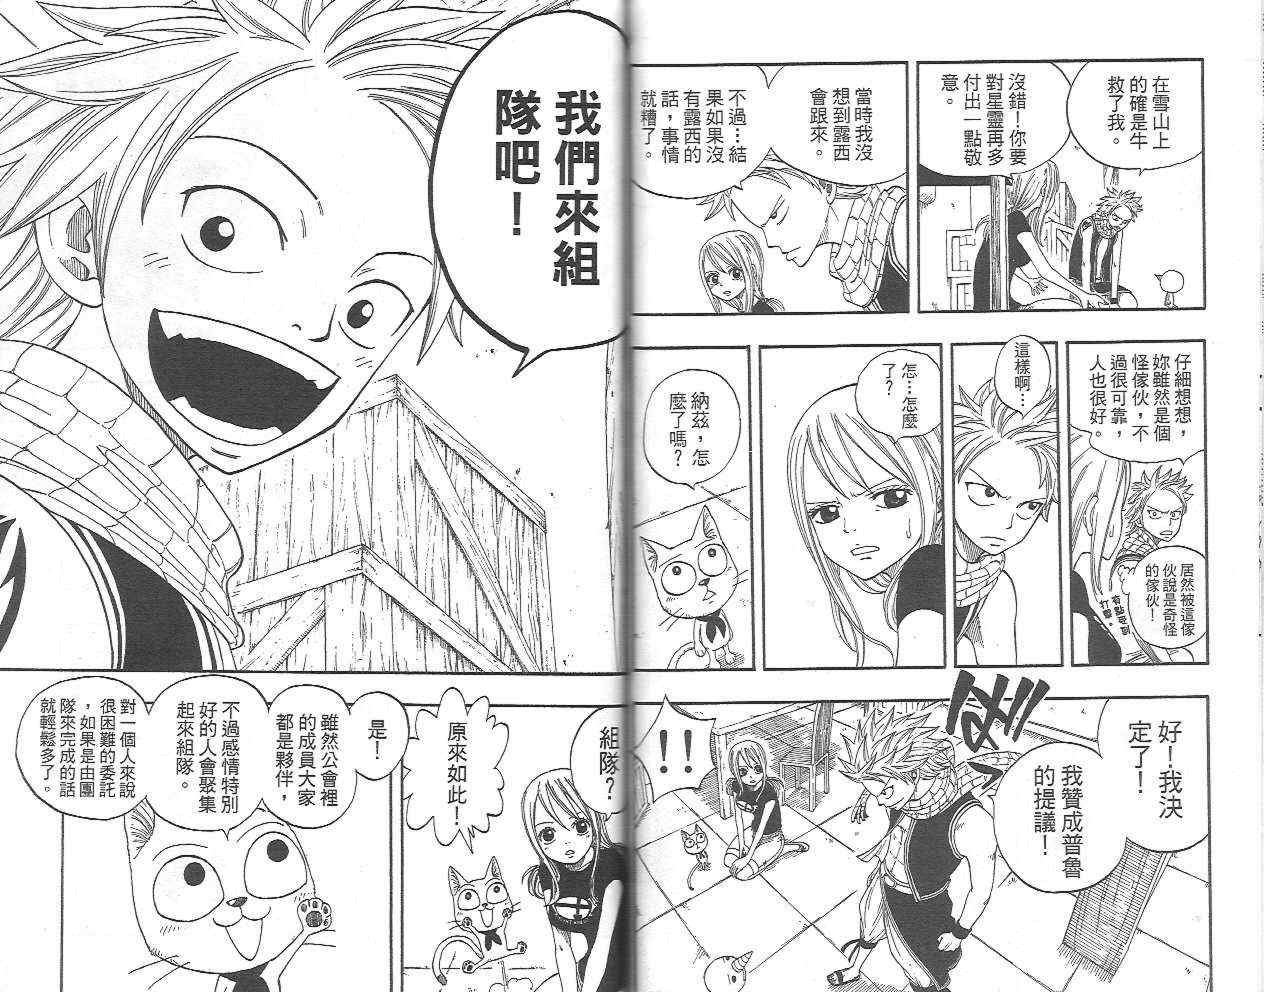 在雪山上
的確是牛
救了我。
沒錯！你要
對星靈再多
付出一點敬
意。
當時我沒
想到露西
會跟來。
不過…結
果如果沒
有露西的
話，事情
就糟了。
仔細想想，
妳雖然是個
怪傢伙，不
過很可靠，
人也很好。
居然被這傢
伙說是奇怪
的傢伙！
打擊。
這樣啊…
怎…怎麼
了？
納茲，怎
麼了嗎？
好！我決
定了！
我贊成普魯
的提議！
！！
我們來組
隊吧！
組隊？
原來如此！
是！
雖然公會裡
的成員大家
都是夥伴，
不過感情特別
好的人會聚集
起來組隊。
對一個人來說
很困難的委託
，如果是由團
隊來完成的話
就輕鬆多了。